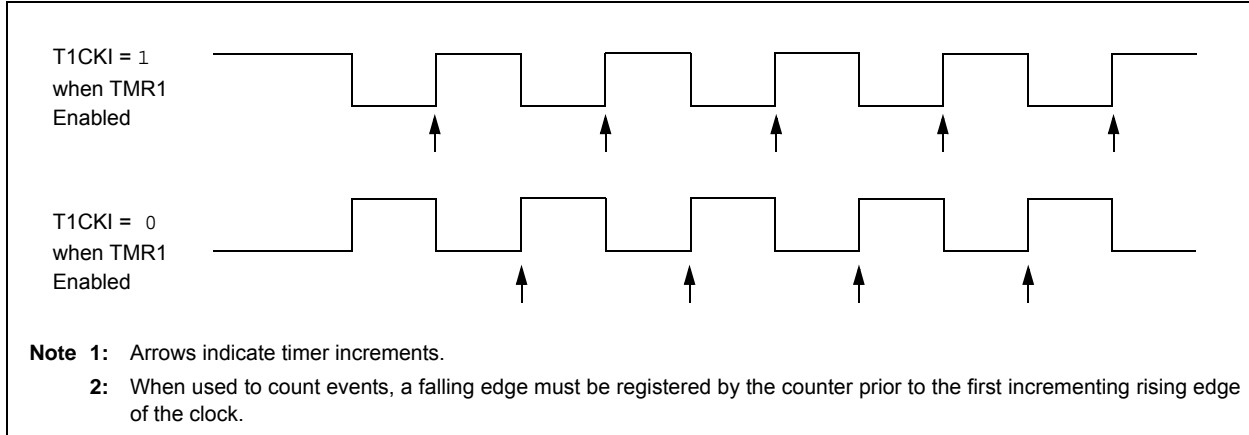 T1CKI = 1
when TMR1
Enabled
T1CKI = 0
when TMR1
Enabled
Note 1: Arrows indicate timer increments.
2: When used to count events, a falling edge must be registered by the counter prior to the first incrementing rising edge
of the clock.